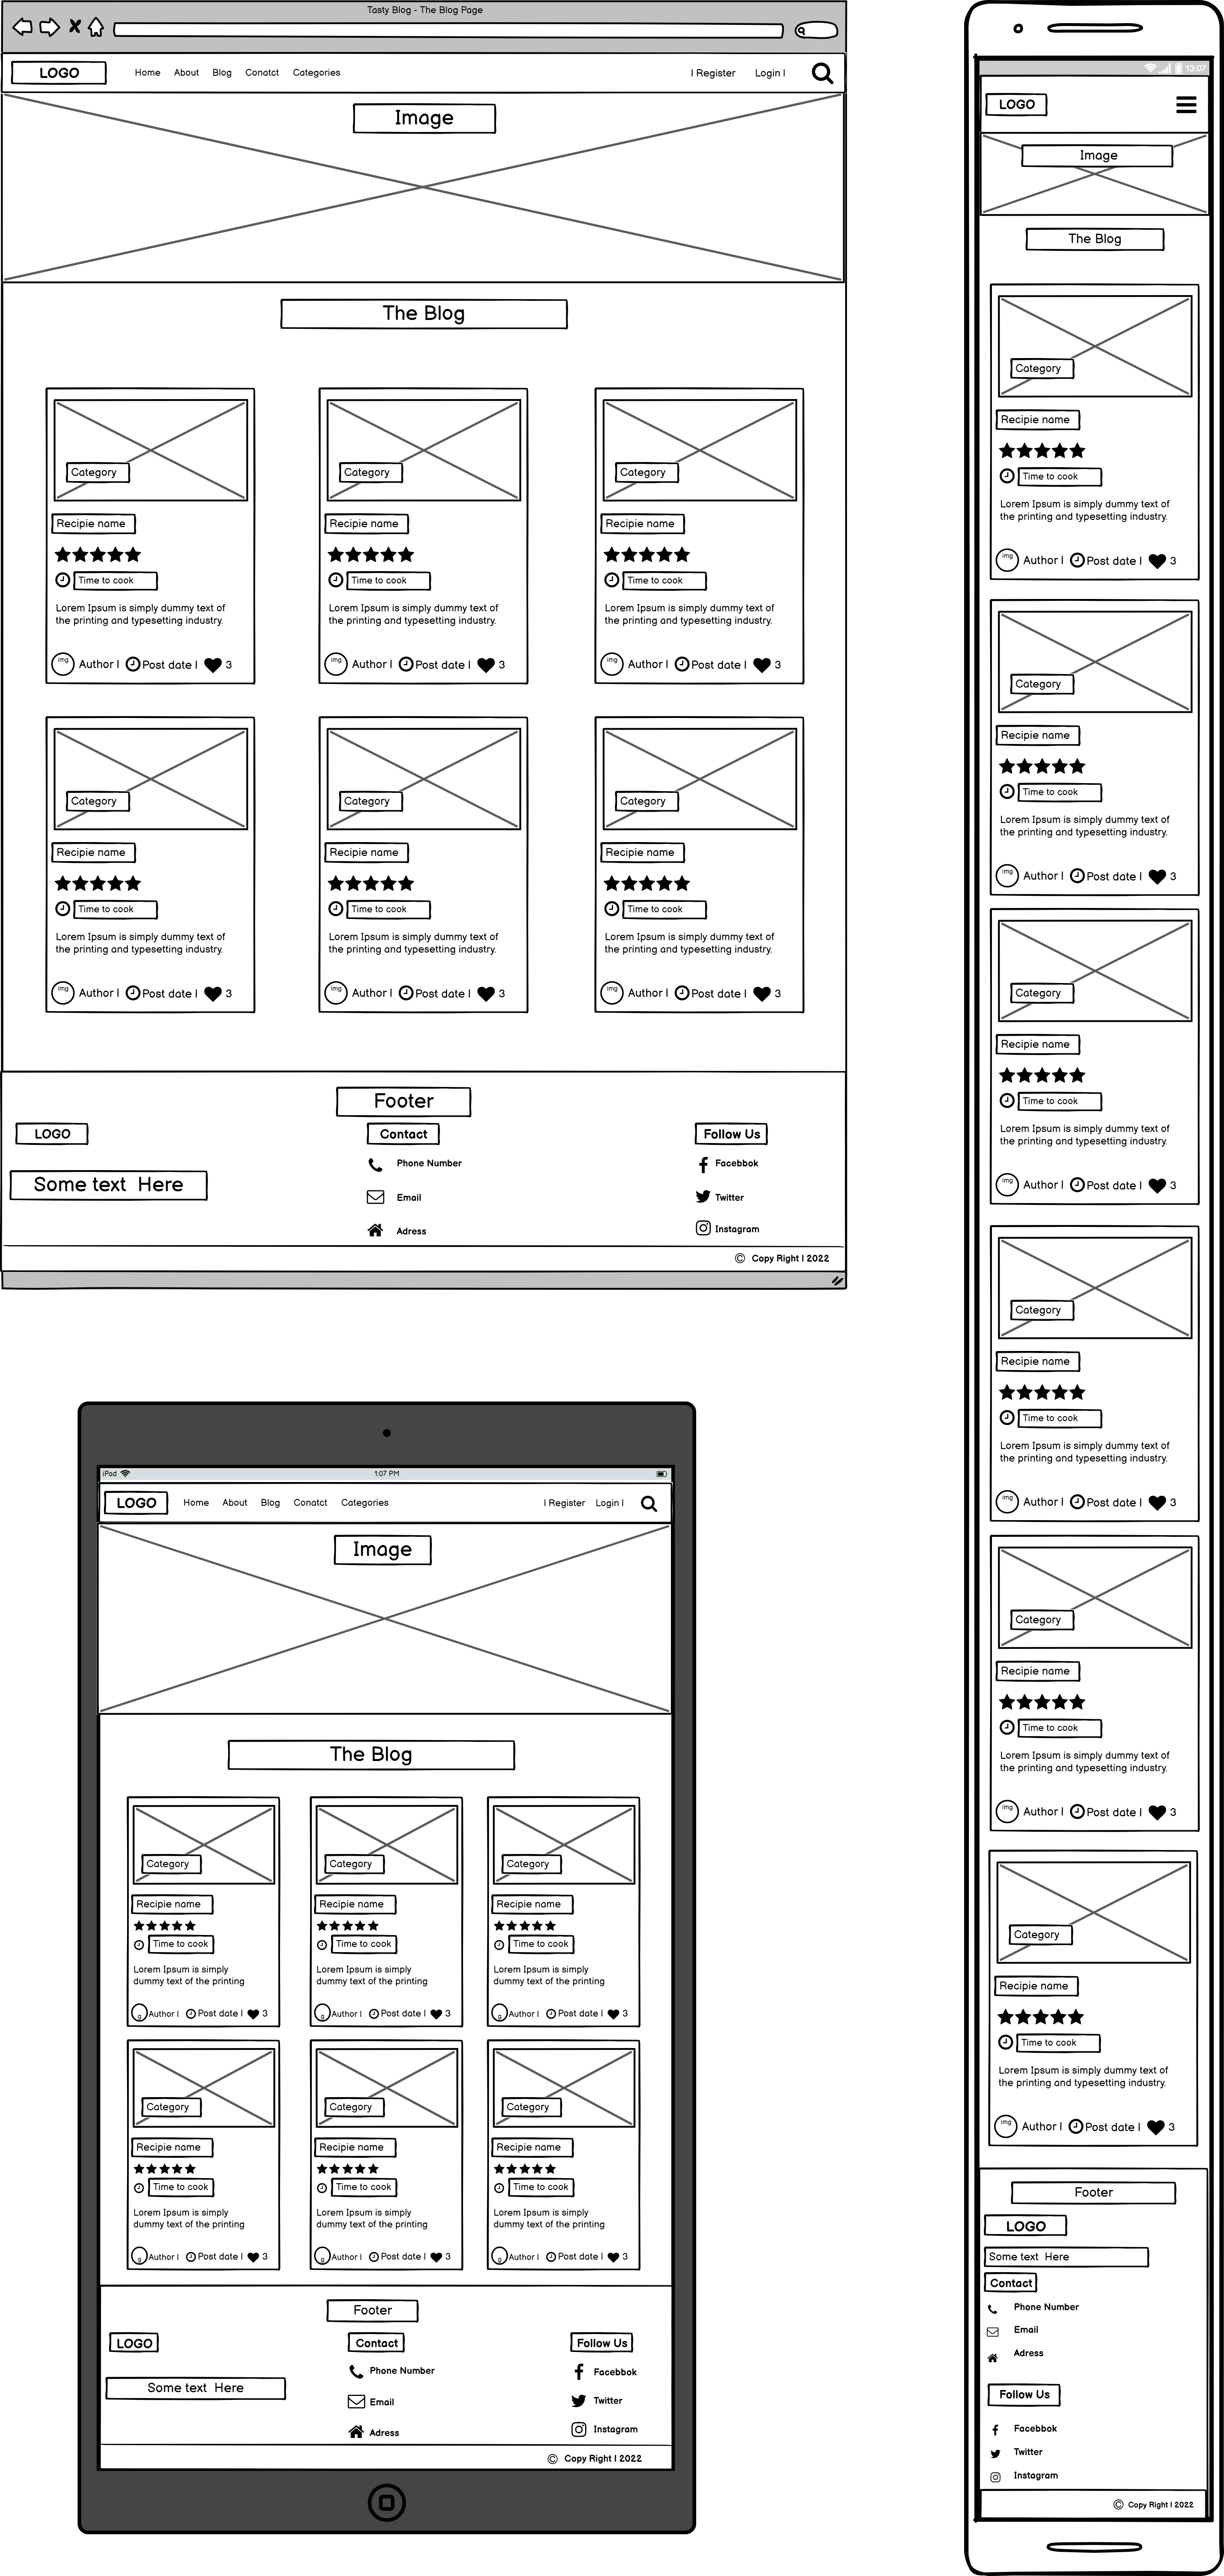 Tasty Blog - The Blog Page
LOGO Home About Blog Conatct Categories | Register Login |
Image
The Blog
Category Category Category
Recipie name Recipie name Recipie name
Time to cook Time to cook Time to cook
Lorem Ipsum is simply dummy text of Lorem Ipsum is simply dummy text of Lorem Ipsum is simply dummy text of
the printing and typesetting industry. the printing and typesetting industry. the printing and typesetting industry.
img Author | Post date | 3 img Author | Post date | 3 img Author | Post date | 3
Category Category Category
Recipie name Recipie name Recipie name
Time to cook Time to cook Time to cook
Lorem Ipsum is simply dummy text of Lorem Ipsum is simply dummy text of Lorem Ipsum is simply dummy text of
the printing and typesetting industry. the printing and typesetting industry. the printing and typesetting industry.
img Author | Post date | 3 img Author | Post date | 3 img Author | Post date | 3
Footer
LOGO Contact Follow Us
Phone Number Facebbok
Some text Here
Email Twitter
Adress Instagram
© Copy Right | 2022
iPad 1:07 PM
LOGO Home About Blog Conatct Categories | Register Login |
Image
The Blog
Category Category Category
Recipie name Recipie name Recipie name
Time to cook Time to cook Time to cook
Lorem Ipsum is simply Lorem Ipsum is simply Lorem Ipsum is simply
dummy text of the printing dummy text of the printing dummy text of the printing
g Author | Post date | 3 g Author | Post date | 3 g Author | Post date | 3
Category Category Category
Recipie name Recipie name Recipie name
Time to cook Time to cook Time to cook
Lorem Ipsum is simply Lorem Ipsum is simply Lorem Ipsum is simply
dummy text of the printing dummy text of the printing dummy text of the printing
g Author | Post date | 3 g Author | Post date | 3 g Author | Post date | 3
Footer
LOGO Contact Follow Us
Phone Number Facebbok
Some text Here
Email Twitter
Adress Instagram
© Copy Right | 2022
13:07
LOGO
Image
The Blog
Category
Recipie name
Time to cook
Lorem Ipsum is simply dummy text of
the printing and typesetting industry.
img Author | Post date | 3
Category
Recipie name
Time to cook
Lorem Ipsum is simply dummy text of
the printing and typesetting industry.
img Author | Post date | 3
Category
Recipie name
Time to cook
Lorem Ipsum is simply dummy text of
the printing and typesetting industry.
img Author | Post date | 3
Category
Recipie name
Time to cook
Lorem Ipsum is simply dummy text of
the printing and typesetting industry.
img Author | Post date | 3
Category
Recipie name
Time to cook
Lorem Ipsum is simply dummy text of
the printing and typesetting industry.
img Author | Post date | 3
Category
Recipie name
Time to cook
Lorem Ipsum is simply dummy text of
the printing and typesetting industry.
img Author | Post date | 3
Footer
LOGO
Some text Here
Contact
Phone Number
Email
Adress
Follow Us
Facebbok
Twitter
Instagram
© Copy Right | 2022